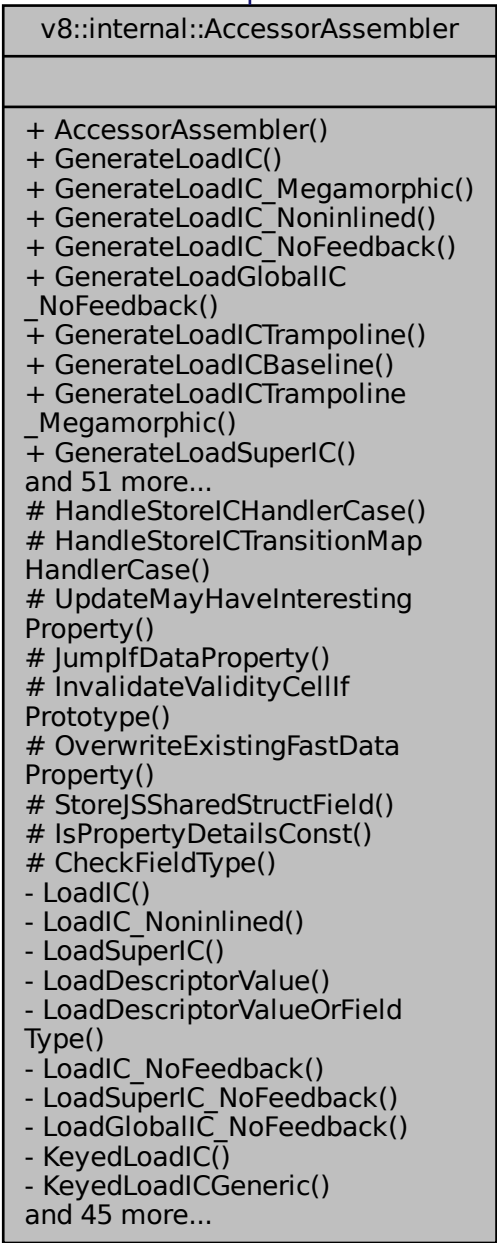 v8::internal::AccessorAssembler
+ AccessorAssembler()
+ GenerateLoadIC()
+ GenerateLoadIC_Megamorphic()
+ GenerateLoadIC_Noninlined()
+ GenerateLoadIC_NoFeedback()
+ GenerateLoadGlobalIC
_NoFeedback()
+ GenerateLoadICTrampoline()
+ GenerateLoadICBaseline()
+ GenerateLoadICTrampoline
_Megamorphic()
+ GenerateLoadSuperIC()
and 51 more...
# HandleStoreICHandlerCase()
# HandleStoreICTransitionMap
HandlerCase()
# UpdateMayHaveInteresting
Property()
# JumpIfDataProperty()
# InvalidateValidityCellIf
Prototype()
# OverwriteExistingFastData
Property()
# StoreJSSharedStructField()
# IsPropertyDetailsConst()
# CheckFieldType()
- LoadIC()
- LoadIC_Noninlined()
- LoadSuperIC()
- LoadDescriptorValue()
- LoadDescriptorValueOrField
Type()
- LoadIC_NoFeedback()
- LoadSuperIC_NoFeedback()
- LoadGlobalIC_NoFeedback()
- KeyedLoadIC()
- KeyedLoadICGeneric()
and 45 more...